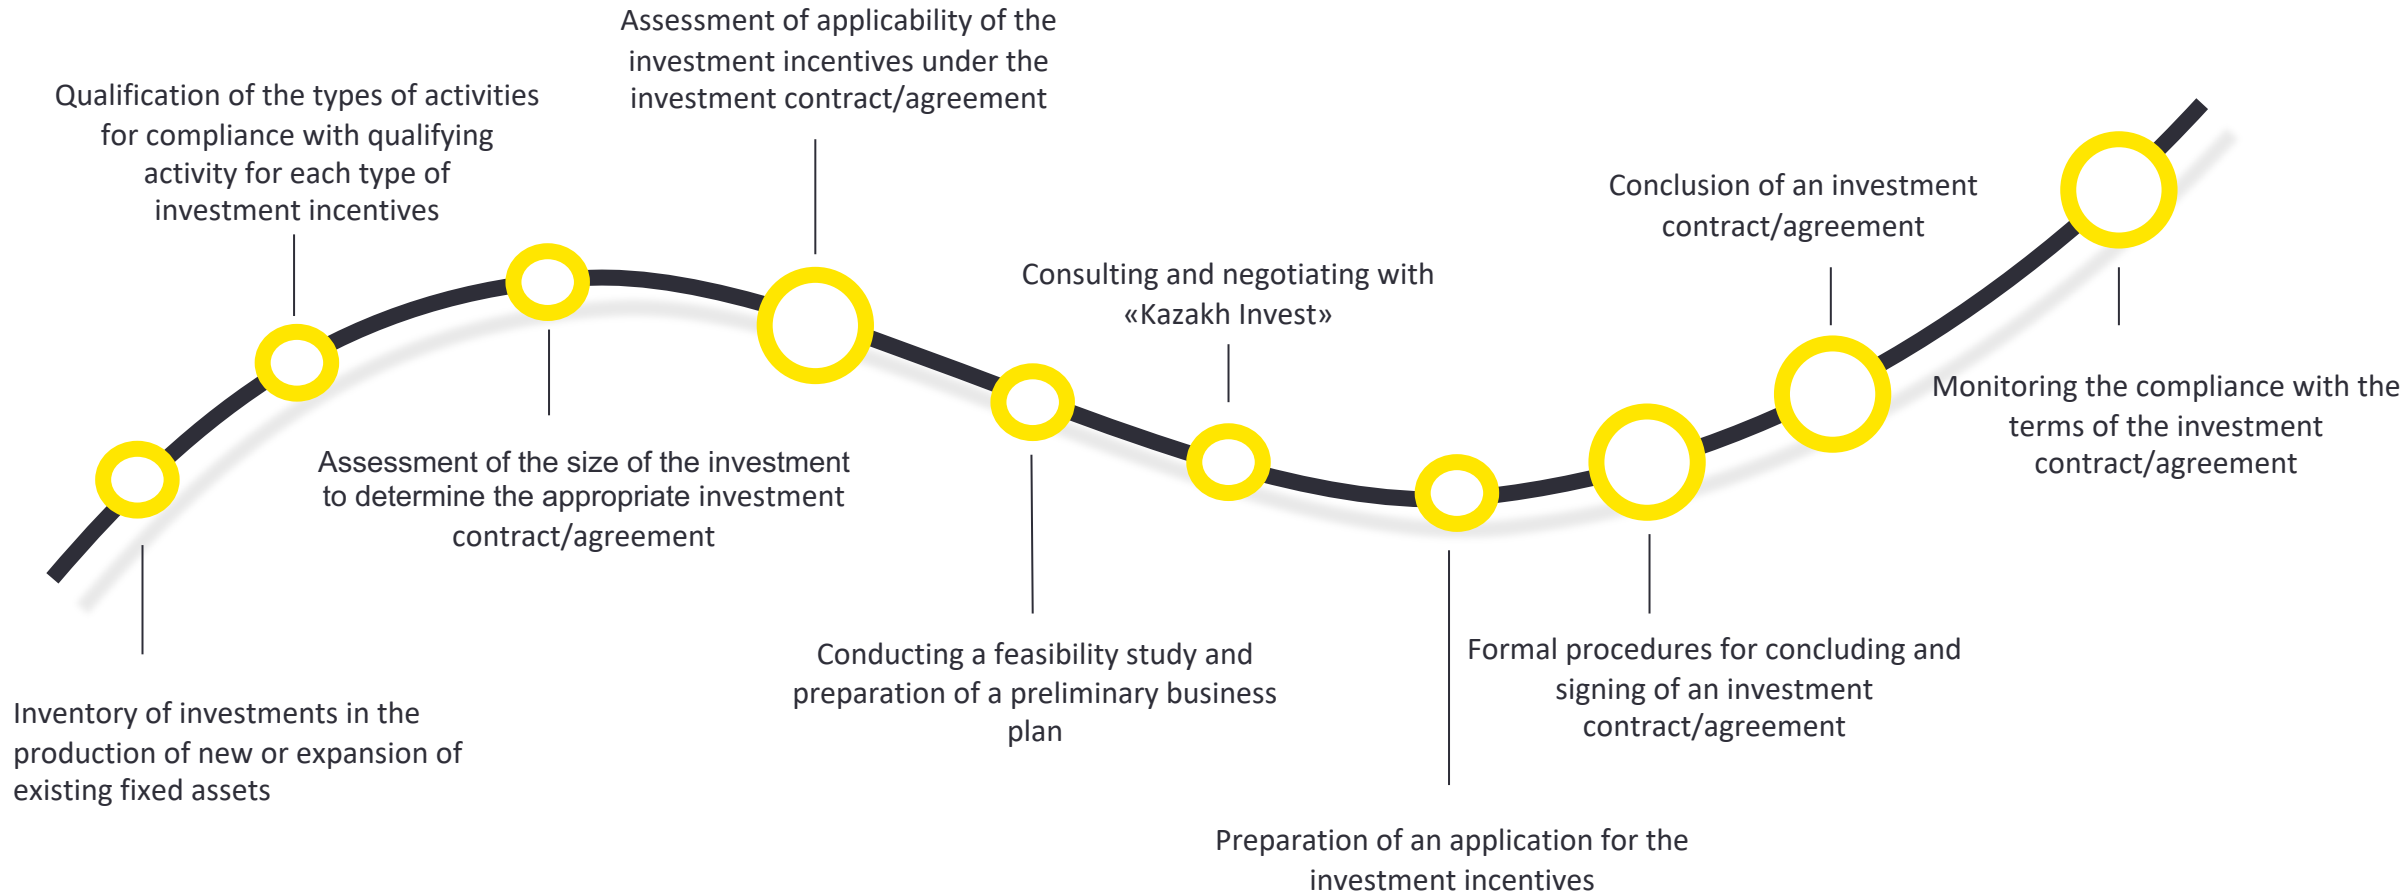 Inventory of investments in the
production of new or expansion of
existing fixed assets
Qualification of the types of activities
for compliance with qualifying
activity for each type of
investment incentives
Assessment of the size of the investment
to determine the appropriate investment
contract/agreement
Assessment of applicability of the
investment incentives under the
investment contract/agreement
Conducting a feasibility study and
preparation of a preliminary business
plan
Consulting and negotiating with
«Kazakh Invest»
Preparation of an application for the
investment incentives
Formal procedures for concluding and
signing of an investment
contract/agreement
Conclusion of an investment
contract/agreement
Monitoring the compliance with the
terms of the investment
contract/agreement